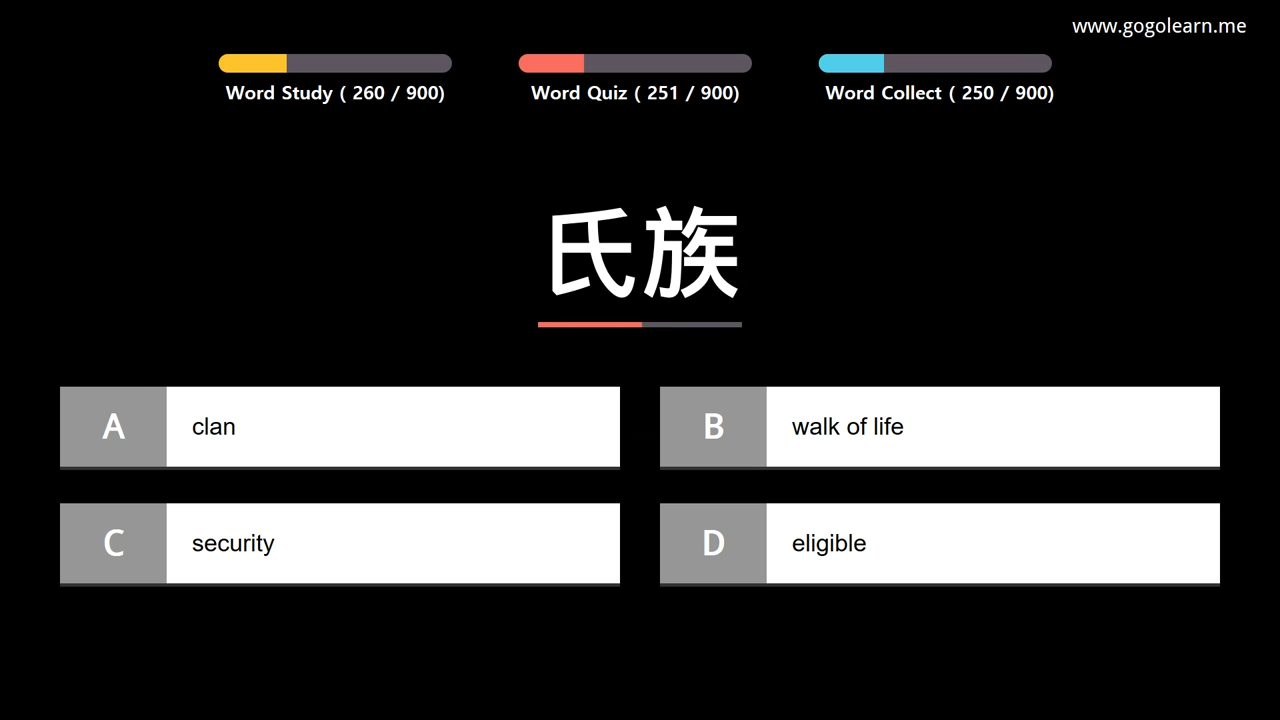 www.gogolearn.me
Word Study ( 260 / 900)
Word Quiz ( 251 / 900)
Word Collect ( 250 / 900)
氏族
A clan
B walk of life
C security
D eligible